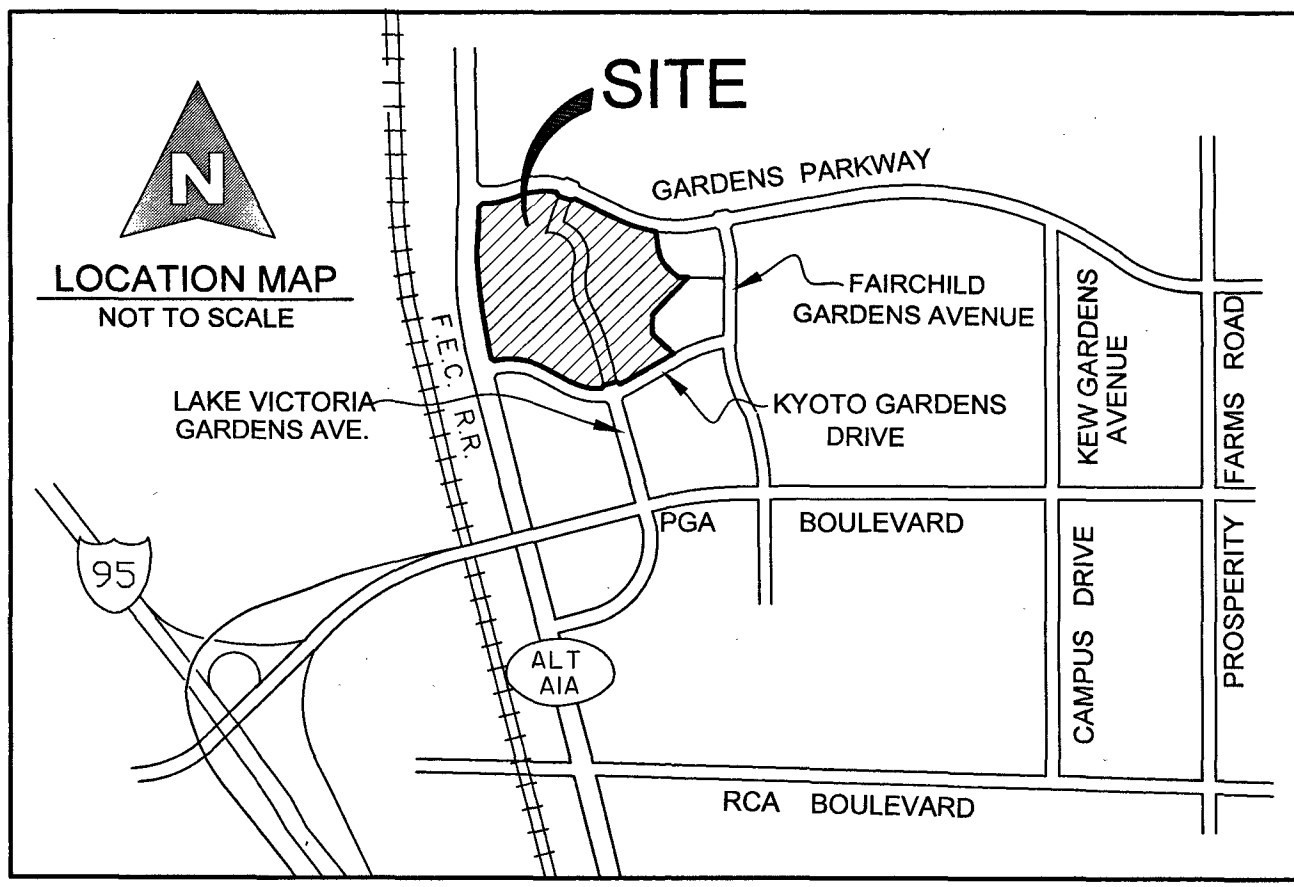 SITE
N
LOCATION MAP
NOT TO SCALE
GARDENS PARKWAY
FAIRCHILD
GARDENS AVENUE
KEW GARDENS
AVENUE
PROSPERITY FARMS ROAD
F.E.C. R.R.
LAKE VICTORIA
GARDENS AVE.
KYOTO GARDENS
DRIVE
PGA BOULEVARD
95
CAMPUS DRIVE
ALT
A1A
RCA BOULEVARD